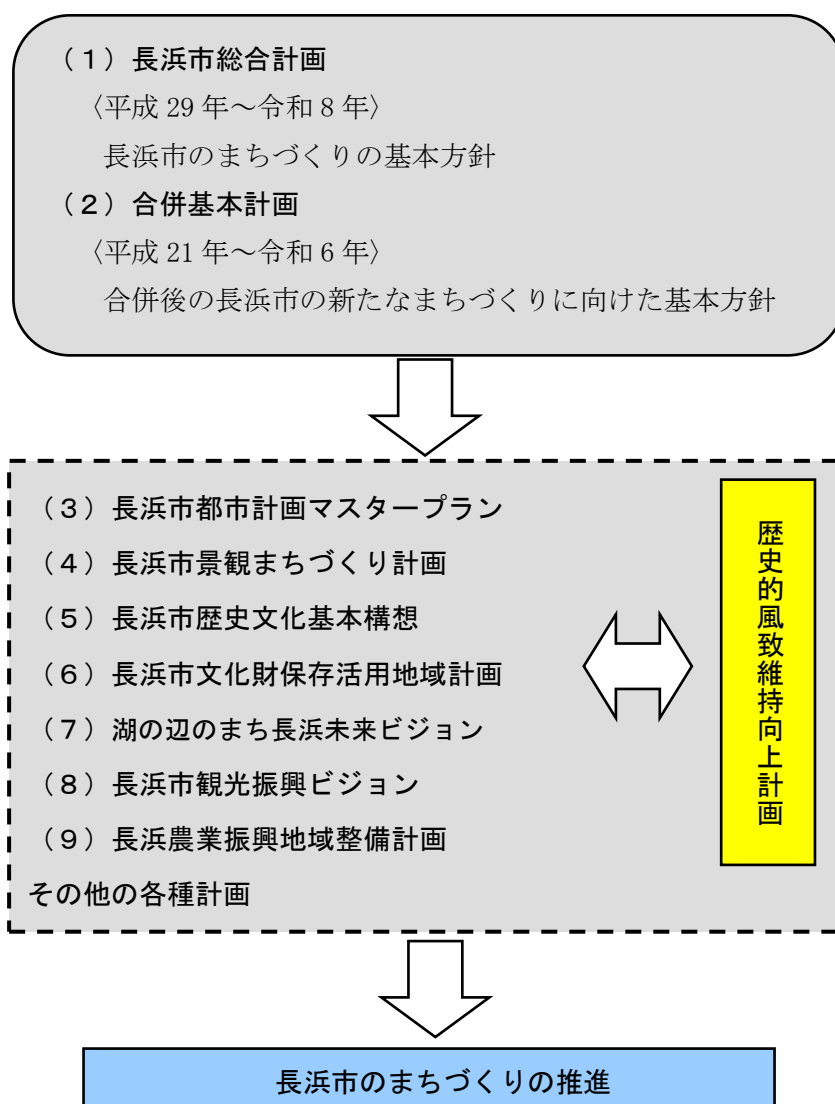 （１）長浜市総合計画
〈平成 29 年～令和 8 年〉
長浜市のまちづくりの基本方針
（２）合併基本計画
〈平成 21 年～令和 6 年〉
合併後の長浜市の新たなまちづくりに向けた基本方針
（３）長浜市都市計画マスタープラン
（４）長浜市景観まちづくり計画
（５）長浜市歴史文化基本構想
（６）長浜市文化財保存活用地域計画
（７）湖の辺のまち長浜未来ビジョン
（８）長浜市観光振興ビジョン
（９）長浜農業振興地域整備計画
その他の各種計画
歴史的風致維持向上計画
長浜市のまちづくりの推進